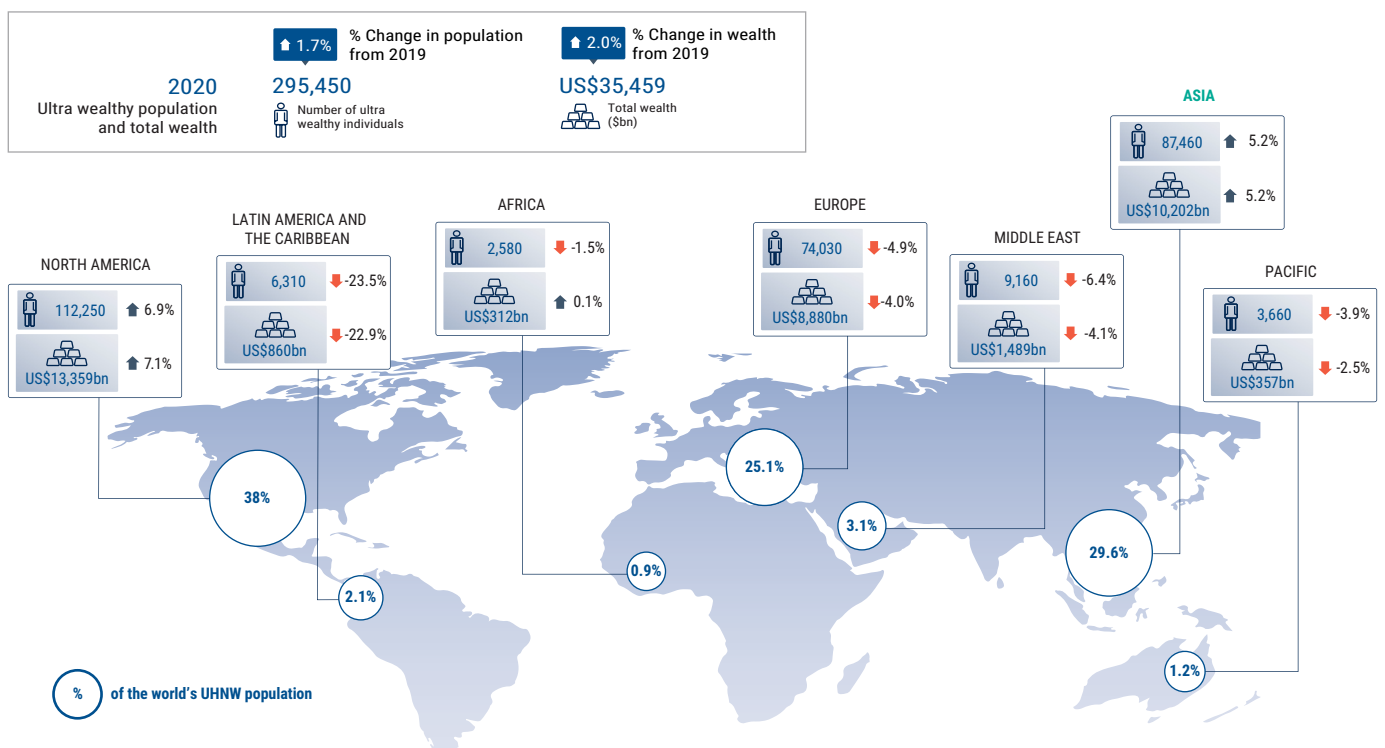 1.7%
% Change in population
from 2019
2.0%
% Change in wealth
from 2019
2020
Ultra wealthy population
and total wealth
295,450
Number of ultra
wealthy individuals
US$35,459
Total wealth
($bn)
ASIA
87,460
5.2%
US$10,202bn
5.2%
NORTH AMERICA
112,250
6.9%
US$13,359bn
7.1%
LATIN AMERICA AND
THE CARIBBEAN
6,310
-23.5%
US$860bn
-22.9%
AFRICA
2,580
-1.5%
US$312bn
0.1%
EUROPE
74,030
-4.9%
US$8,880bn
-4.0%
MIDDLE EAST
9,160
-6.4%
US$1,489bn
-4.1%
PACIFIC
3,660
-3.9%
US$357bn
-2.5%
38%
25.1%
3.1%
29.6%
0.9%
2.1%
1.2%
% of the world's UHNW population